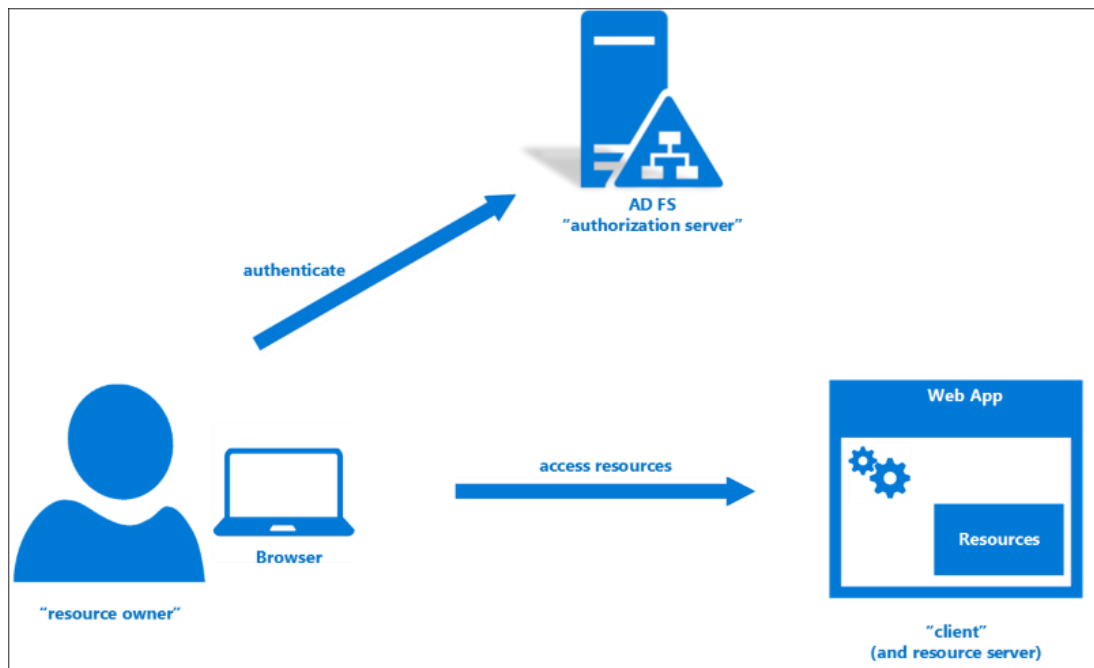 AD FS
“authorization server”
authenticate
Web App
access resources
Resources
Browser
“resource owner”
“client”
(and resource server)